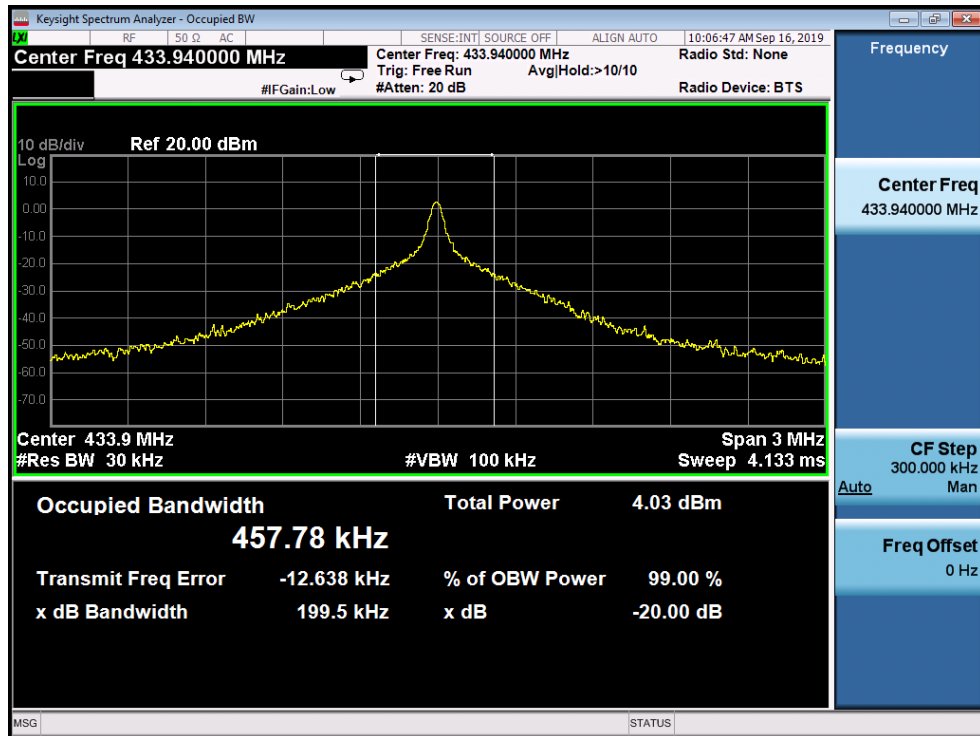 Keysight Spectrum Analyzer - Occupied BW
LXI RF 50 Ω AC SENSE:INT SOURCE OFF ALIGN AUTO 10:06:47 AM Sep 16, 2019
Center Freq 433.940000 MHz
Center Freq: 433.940000 MHz
Radio Std: None
Trig: Free Run Avg|Hold:>10/10
#IFGain:Low
#Atten: 20 dB
Radio Device: BTS
10 dB/div Ref 20.00 dBm
Log
10.0
0.00
-10.0
-20.0
-30.0
-40.0
-50.0
-60.0
-70.0
Center 433.9 MHz
Span 3 MHz
#Res BW 30 kHz
#VBW 100 kHz
Sweep 4.133 ms
Occupied Bandwidth
Total Power 4.03 dBm
457.78 kHz
Transmit Freq Error -12.638 kHz
% of OBW Power 99.00 %
x dB Bandwidth 199.5 kHz
x dB -20.00 dB
Frequency
Center Freq
433.940000 MHz
CF Step
300.000 kHz
Auto Man
Freq Offset
0 Hz
MSG
STATUS